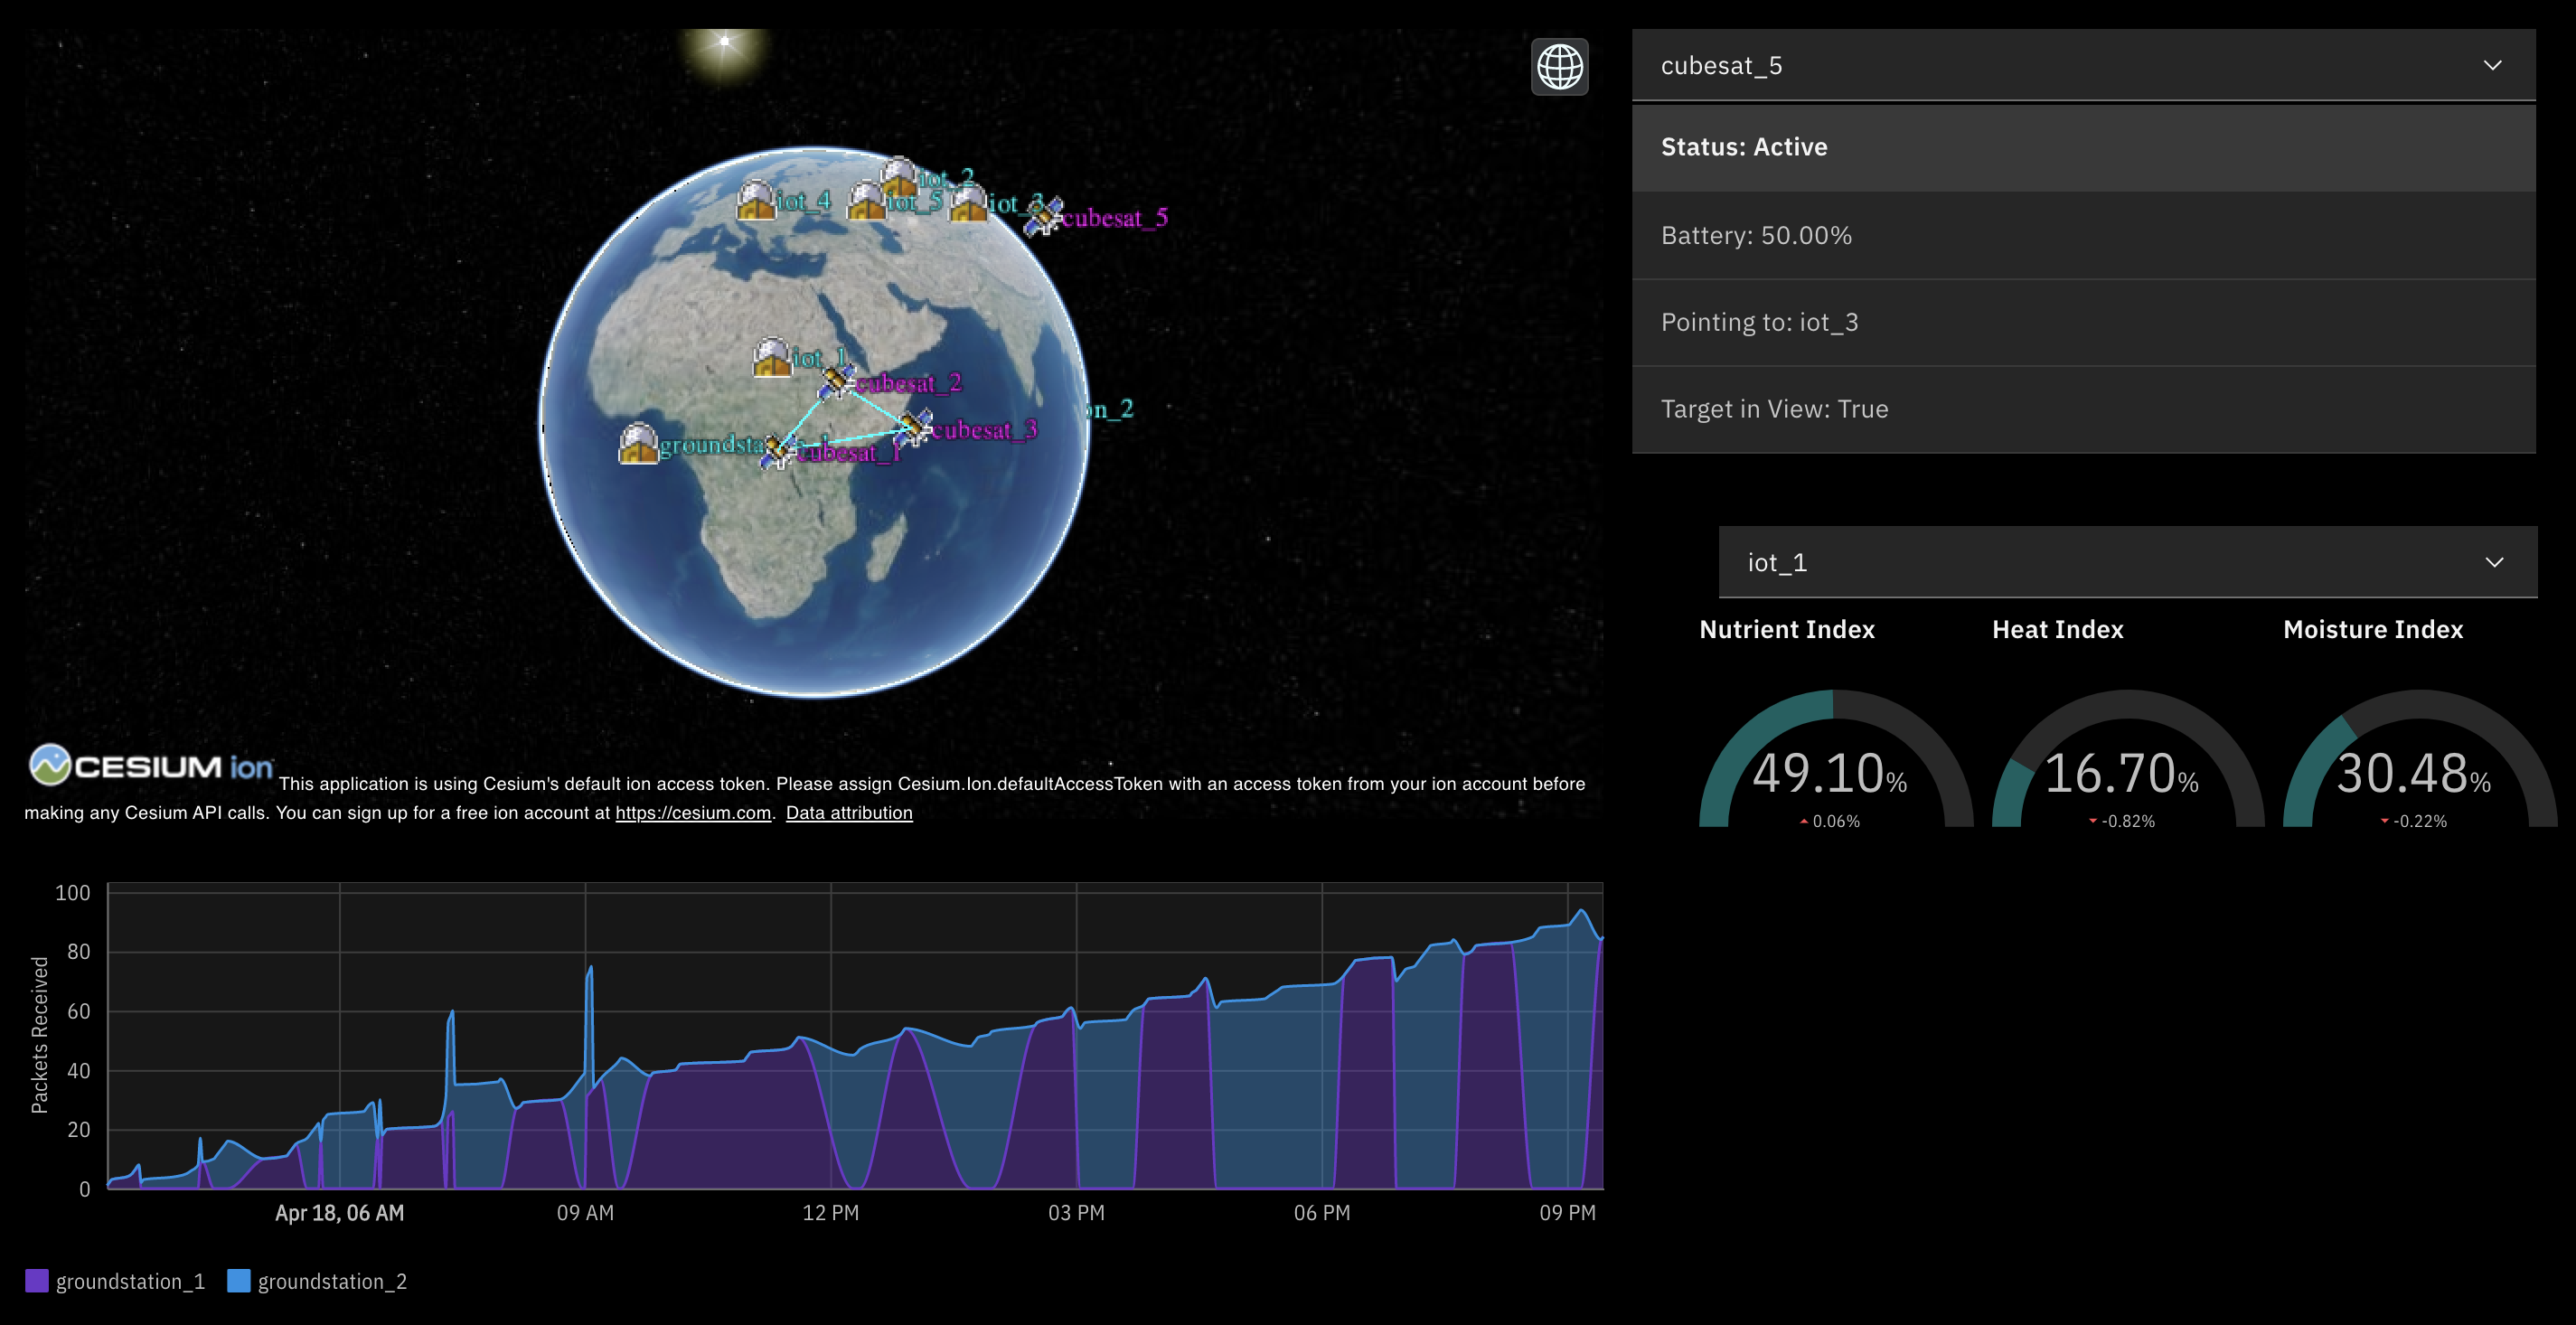 iot_2
iot_4
iot_5
iot_3
cubesat_5
iot_1
cubesat_2
on_2
cubesat_3
groundsta
cubesat_1
CESIUM ion This application is using Cesium's default ion access token. Please assign Cesium.Ion.defaultAccessToken with an access token from your ion account before
making any Cesium API calls. You can sign up for a free ion account at https://cesium.com. Data attribution
cubesat_5
Status: Active
Battery: 50.00%
Pointing to: iot_3
Target in View: True
iot_1
Nutrient Index Heat Index Moisture Index
49.10% 16.70% 30.48%
0.06% -0.82% -0.22%
Packets Received
100
80
60
40
20
0
Apr 18, 06 AM 09 AM 12 PM 03 PM 06 PM 09 PM
groundstation_1 groundstation_2